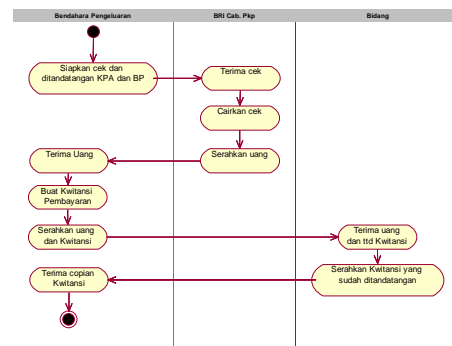 Bendahara Pengeluaran
BRI Cab. Pkp
Bidang
Siapkan cek dan
ditandatangan KPA dan BP
Terima cek
Cairkan cek
Serahkan uang
Terima Uang
Buat Kwitansi
Pembayaran
Serahkan uang
dan Kwitansi
Terima uang
dan ttd Kwitansi
Serahkan Kwitansi yang
sudah ditandatangan
Terima copian
Kwitansi